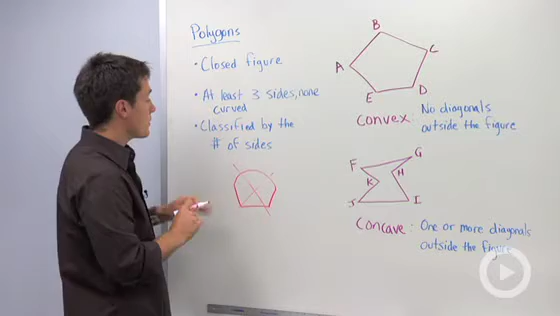 Polygons
• Closed figure
• At least 3 sides, none
curved
• Classified by the
# of sides
B
A
C
D
E
Convex: No diagonals
outside the figure
F
G
K
H
J
I
Concave: One or more diagonals
outside the figure